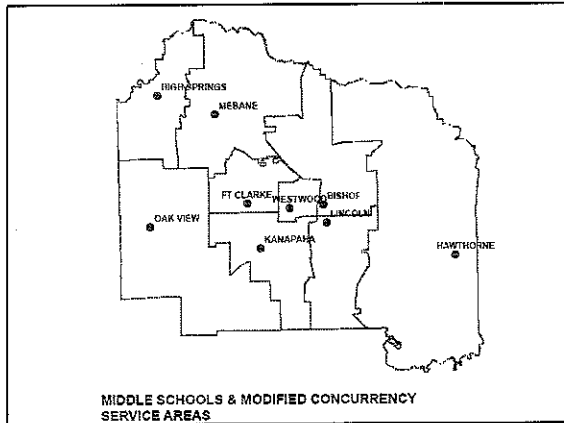 HIGH SPRINGS
MEBANE
FT CLARKE
WESTWOOD
BISHOP
OAK VIEW
LINCOLN
KANAPAHA
HAWTHORNE
MIDDLE SCHOOLS & MODIFIED CONCURRENCY
SERVICE AREAS